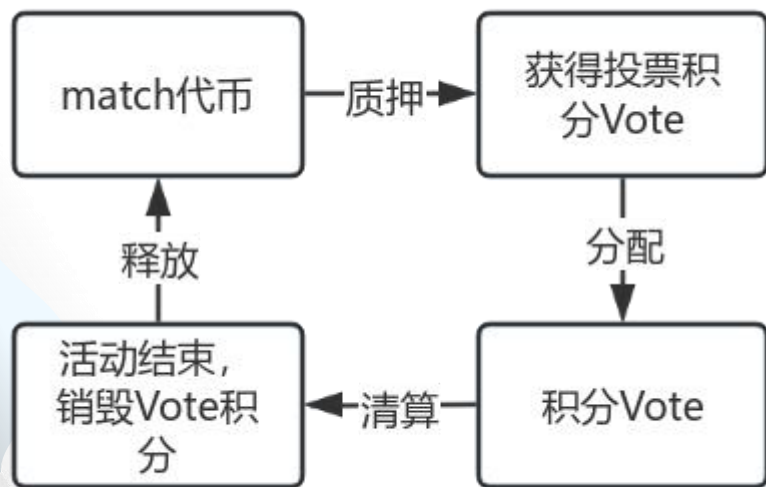 match代币
质押
获得投票积
分Vote
分配
积分Vote
清算
活动结束，
销毁Vote积
分
释放